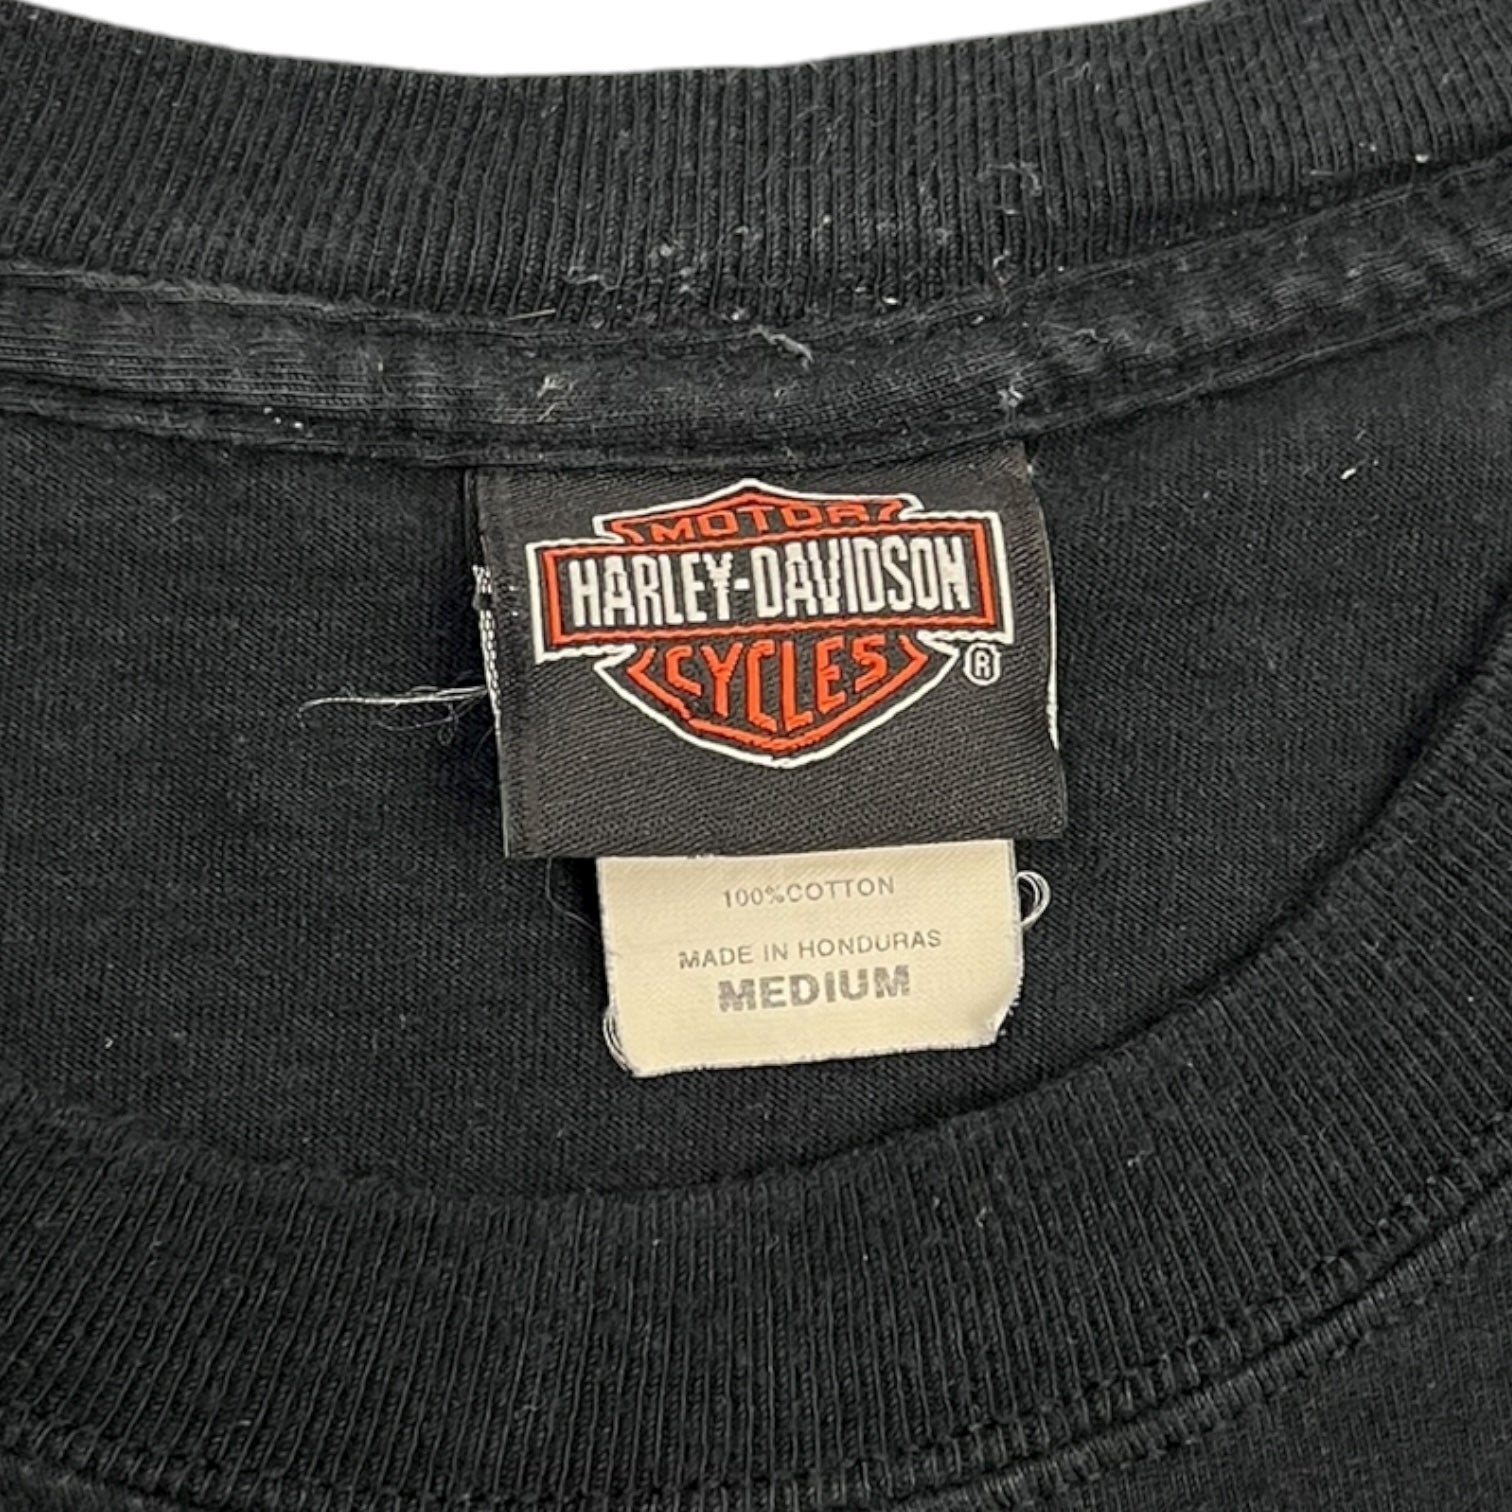 MOTOR
HARLEY-DAVIDSON
CYCLES
®
100%COTTON
MADE IN HONDURAS
MEDIUM